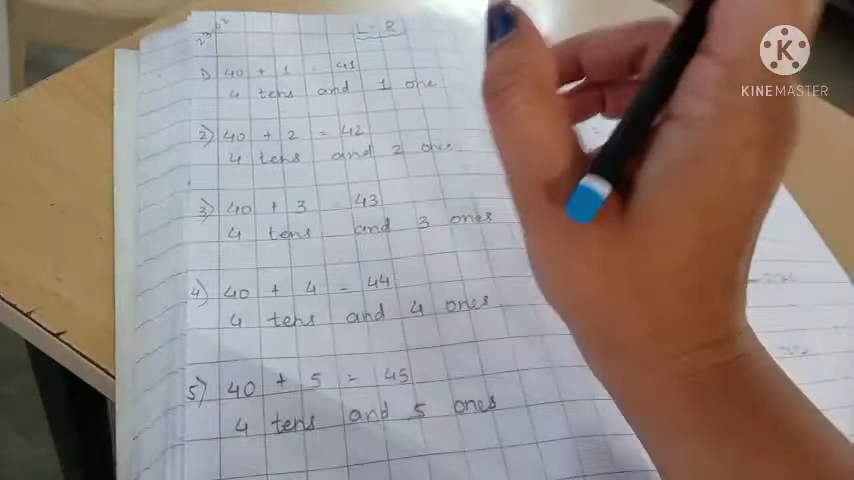 L - R
1) 40 + 1 = 41
4 tens and 1 one
2) 40 + 2 = 42
4 tens and 2 ones
3) 40 + 3 43
4 tens and 3 ones
4) 40 + 4 = 44
4 tens and 4 ones
5) 40 + 5 = 45
4 tens and 5 ones
K
KINEMASTER